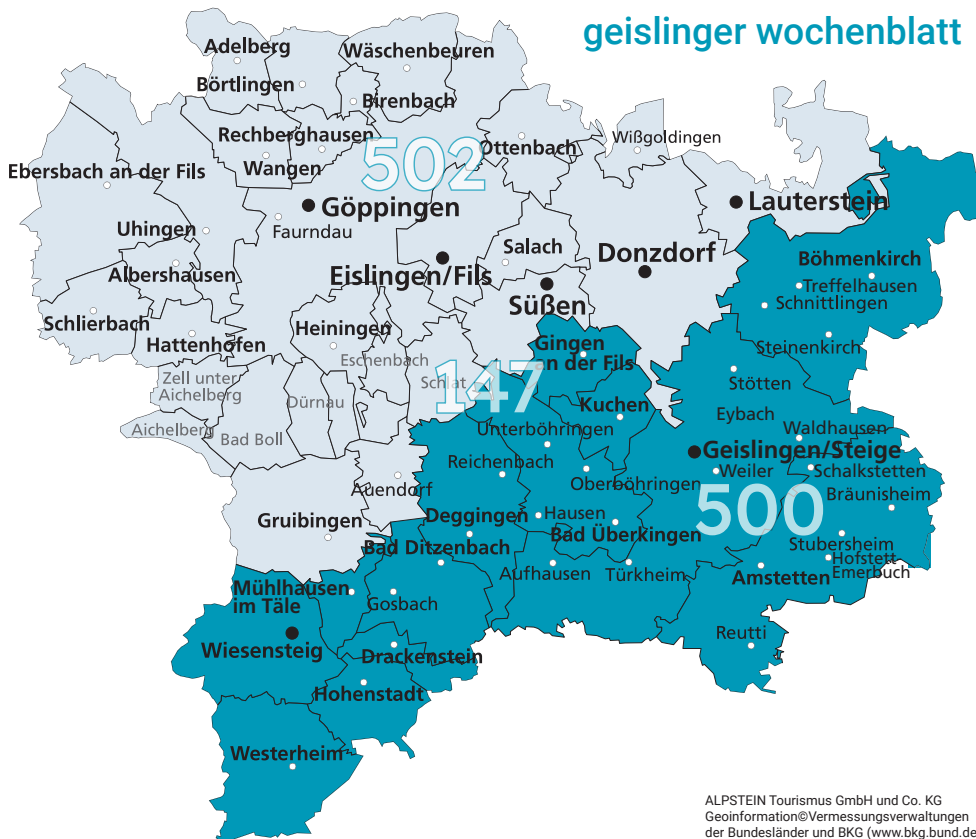 geislinger wochenblatt
Adelberg
Wäschenbeuren
Börtlingen
Birenbach
Rechberghausen
Wißgoldingen
Ottenbach
502
Wangen
Ebersbach an der Fils
Göppingen
Lauterstein
Faurndau
Uhingen
Salach
Donzdorf
Böhmenkirch
Albershausen
Eislingen/Fils
Treffelhausen
Süßen
Schnittlingen
Schlierbach
Heiningen
Hattenhofen
Gingen
an der Fils
Steinenkirch
Eschenbach
Zell unter
Aichelberg
Schlat
147
Stötten
Dürnau
Kuchen
Eybach
Aichelberg
Bad Boll
Unterböhringen
Waldhausen
Geislingen/Steige
Reichenbach
Weiler
Schalkstetten
Oberböhringen
Auendorf
Bräunisheim
500
Gruibingen
Deggingen
Hausen
Bad Überkingen
Stubersheim
Bad Ditzenbach
Hofstett
Emerbuch
Aufhausen
Türkheim
Amstetten
Mühlhausen
im Täle
Gosbach
Reutti
Wiesensteig
Drackenstein
Hohenstadt
Westerheim
ALPSTEIN Tourismus GmbH und Co. KG
Geoinformation©Vermessungsverwaltungen
der Bundesländer und BKG (www.bkg.bund.de